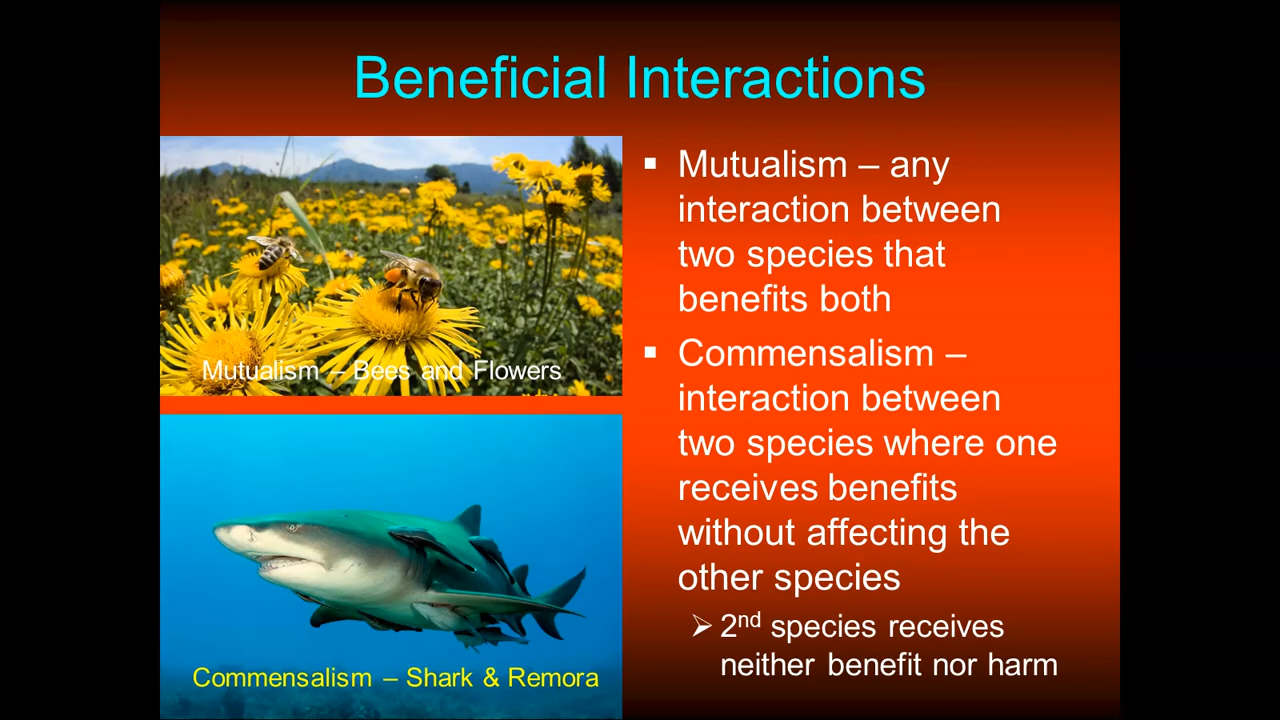 Beneficial Interactions
Mutualism – Bees and Flowers
Commensalism – Shark & Remora
▪ Mutualism – any
interaction between
two species that
benefits both
▪ Commensalism –
interaction between
two species where one
receives benefits
without affecting the
other species
➢ 2nd species receives
neither benefit nor harm